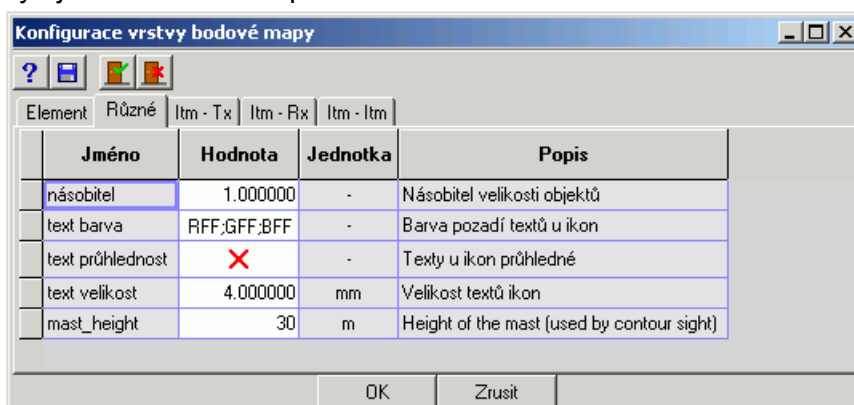 Konfigurace vrstvy bodové mapy
Element Různé Itm - Tx Itm - Rx Itm - Itm
Jméno Hodnota Jednotka Popis
násobitel 1.000000 - Násobitel velikosti objektů
text barva RFF;GFF;BFF - Barva pozadí textů u ikon
text průhlednost - Texty u ikon průhledné
text velikost 4.000000 mm Velikost textů ikon
mast_height 30 m Height of the mast (used by contour sight)
OK Zrusit